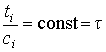 tᵢ/cᵢ = const = τ